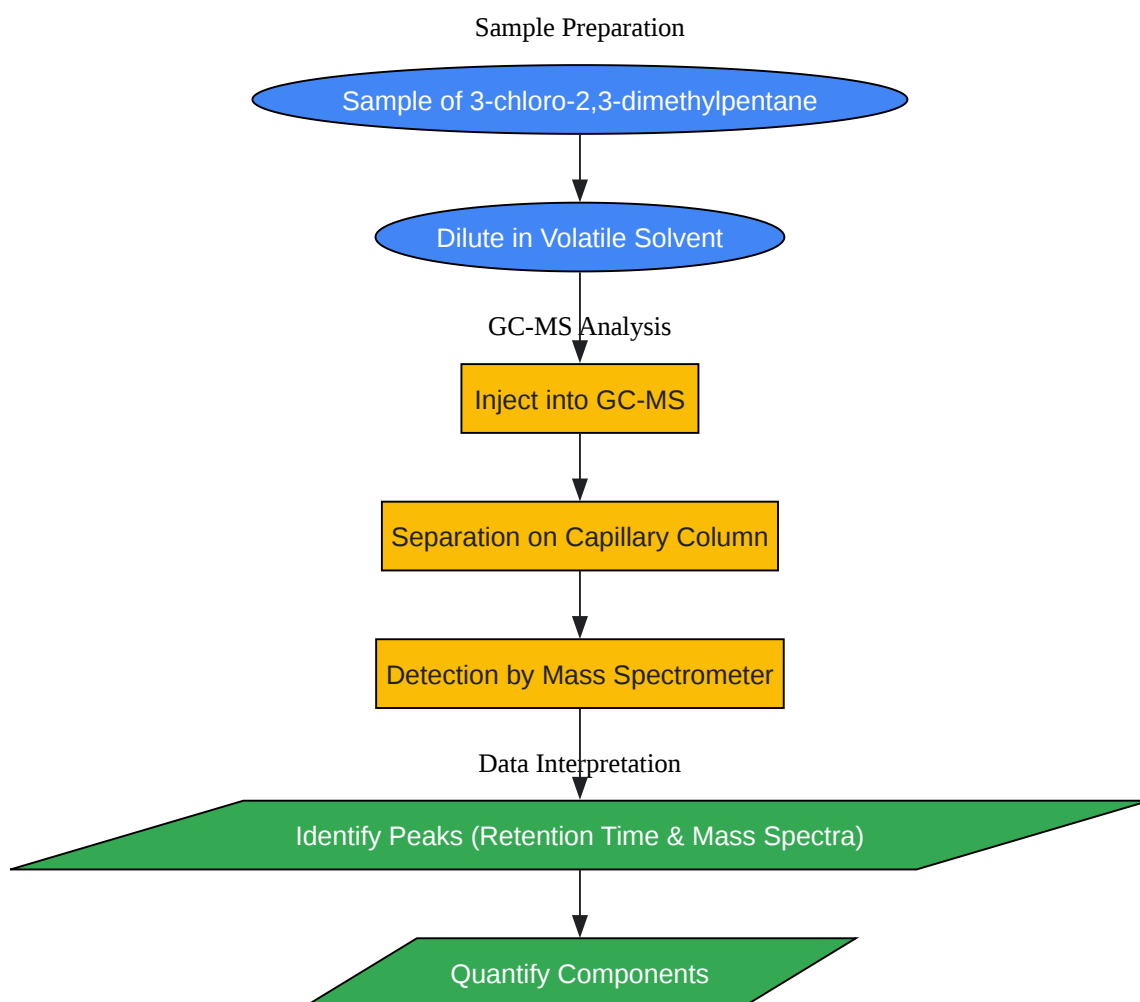 Sample Preparation
Sample of 3-chloro-2,3-dimethylpentane
Dilute in Volatile Solvent
GC-MS Analysis
Inject into GC-MS
Separation on Capillary Column
Detection by Mass Spectrometer
Data Interpretation
Identify Peaks (Retention Time & Mass Spectra)
Quantify Components